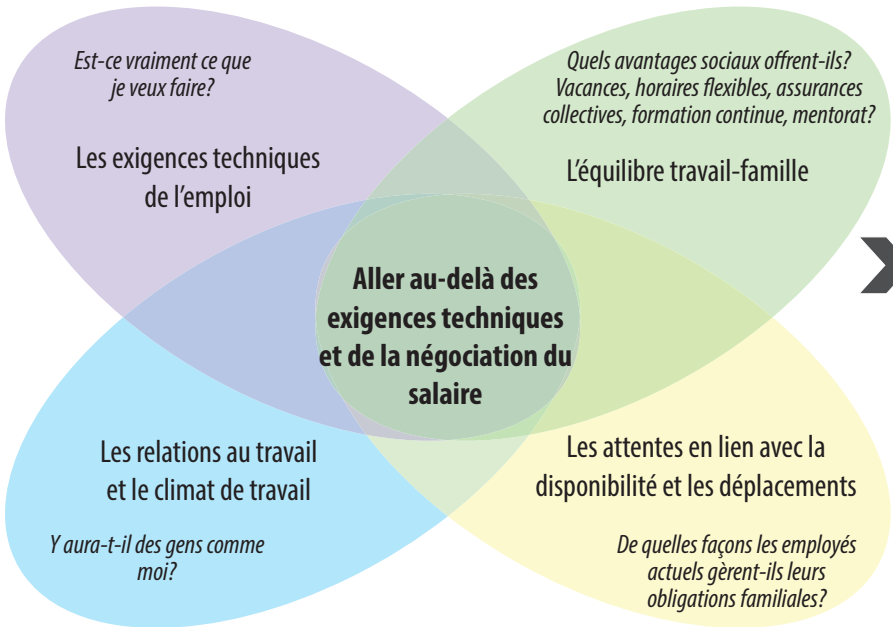 Est-ce vraiment ce que
je veux faire?
Les exigences techniques
de l'emploi
Quels avantages sociaux offrent-ils?
Vacances, horaires flexibles, assurances
collectives, formation continue, mentorat?
L'équilibre travail-famille
Aller au-delà des
exigences techniques
et de la négociation du
salaire
Les relations au travail
et le climat de travail
Y aura-t-il des gens comme
moi?
Les attentes en lien avec la
disponibilité et les déplacements
De quelles façons les employés
actuels gèrent-ils leurs
obligations familiales?